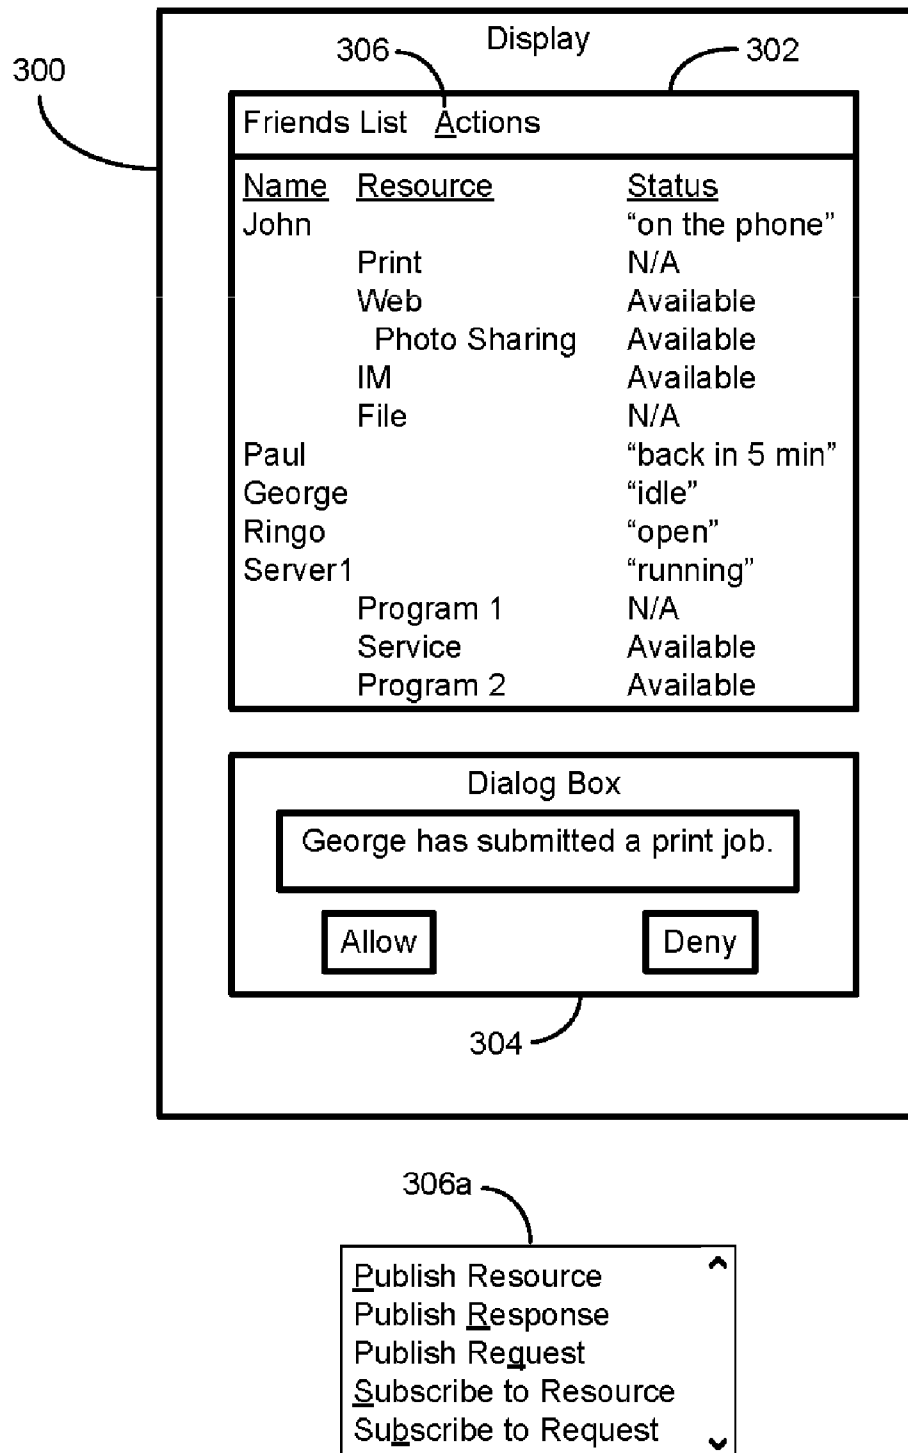 Display
306
302
300
Friends List Actions
Name Resource Status
John “on the phone”
Print N/A
Web Available
Photo Sharing Available
IM Available
File N/A
Paul “back in 5 min”
George “idle”
Ringo “open”
Server1 “running”
Program 1 N/A
Service Available
Program 2 Available
Dialog Box
George has submitted a print job.
Allow Deny
304
306a
Publish Resource
Publish Response
Publish Request
Subscribe to Resource
Subscribe to Request